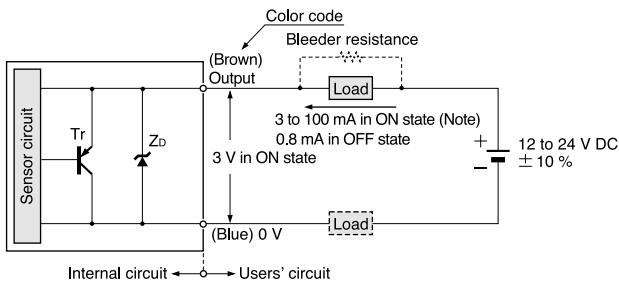 Color code
Bleeder resistance
(Brown)
Output
Load
3 to 100 mA in ON state (Note)
0.8 mA in OFF state
Sensor circuit
Tr
ZD
3 V in ON state
+
−
12 to 24 V DC
± 10 %
(Blue) 0 V
Load
Internal circuit
Users' circuit